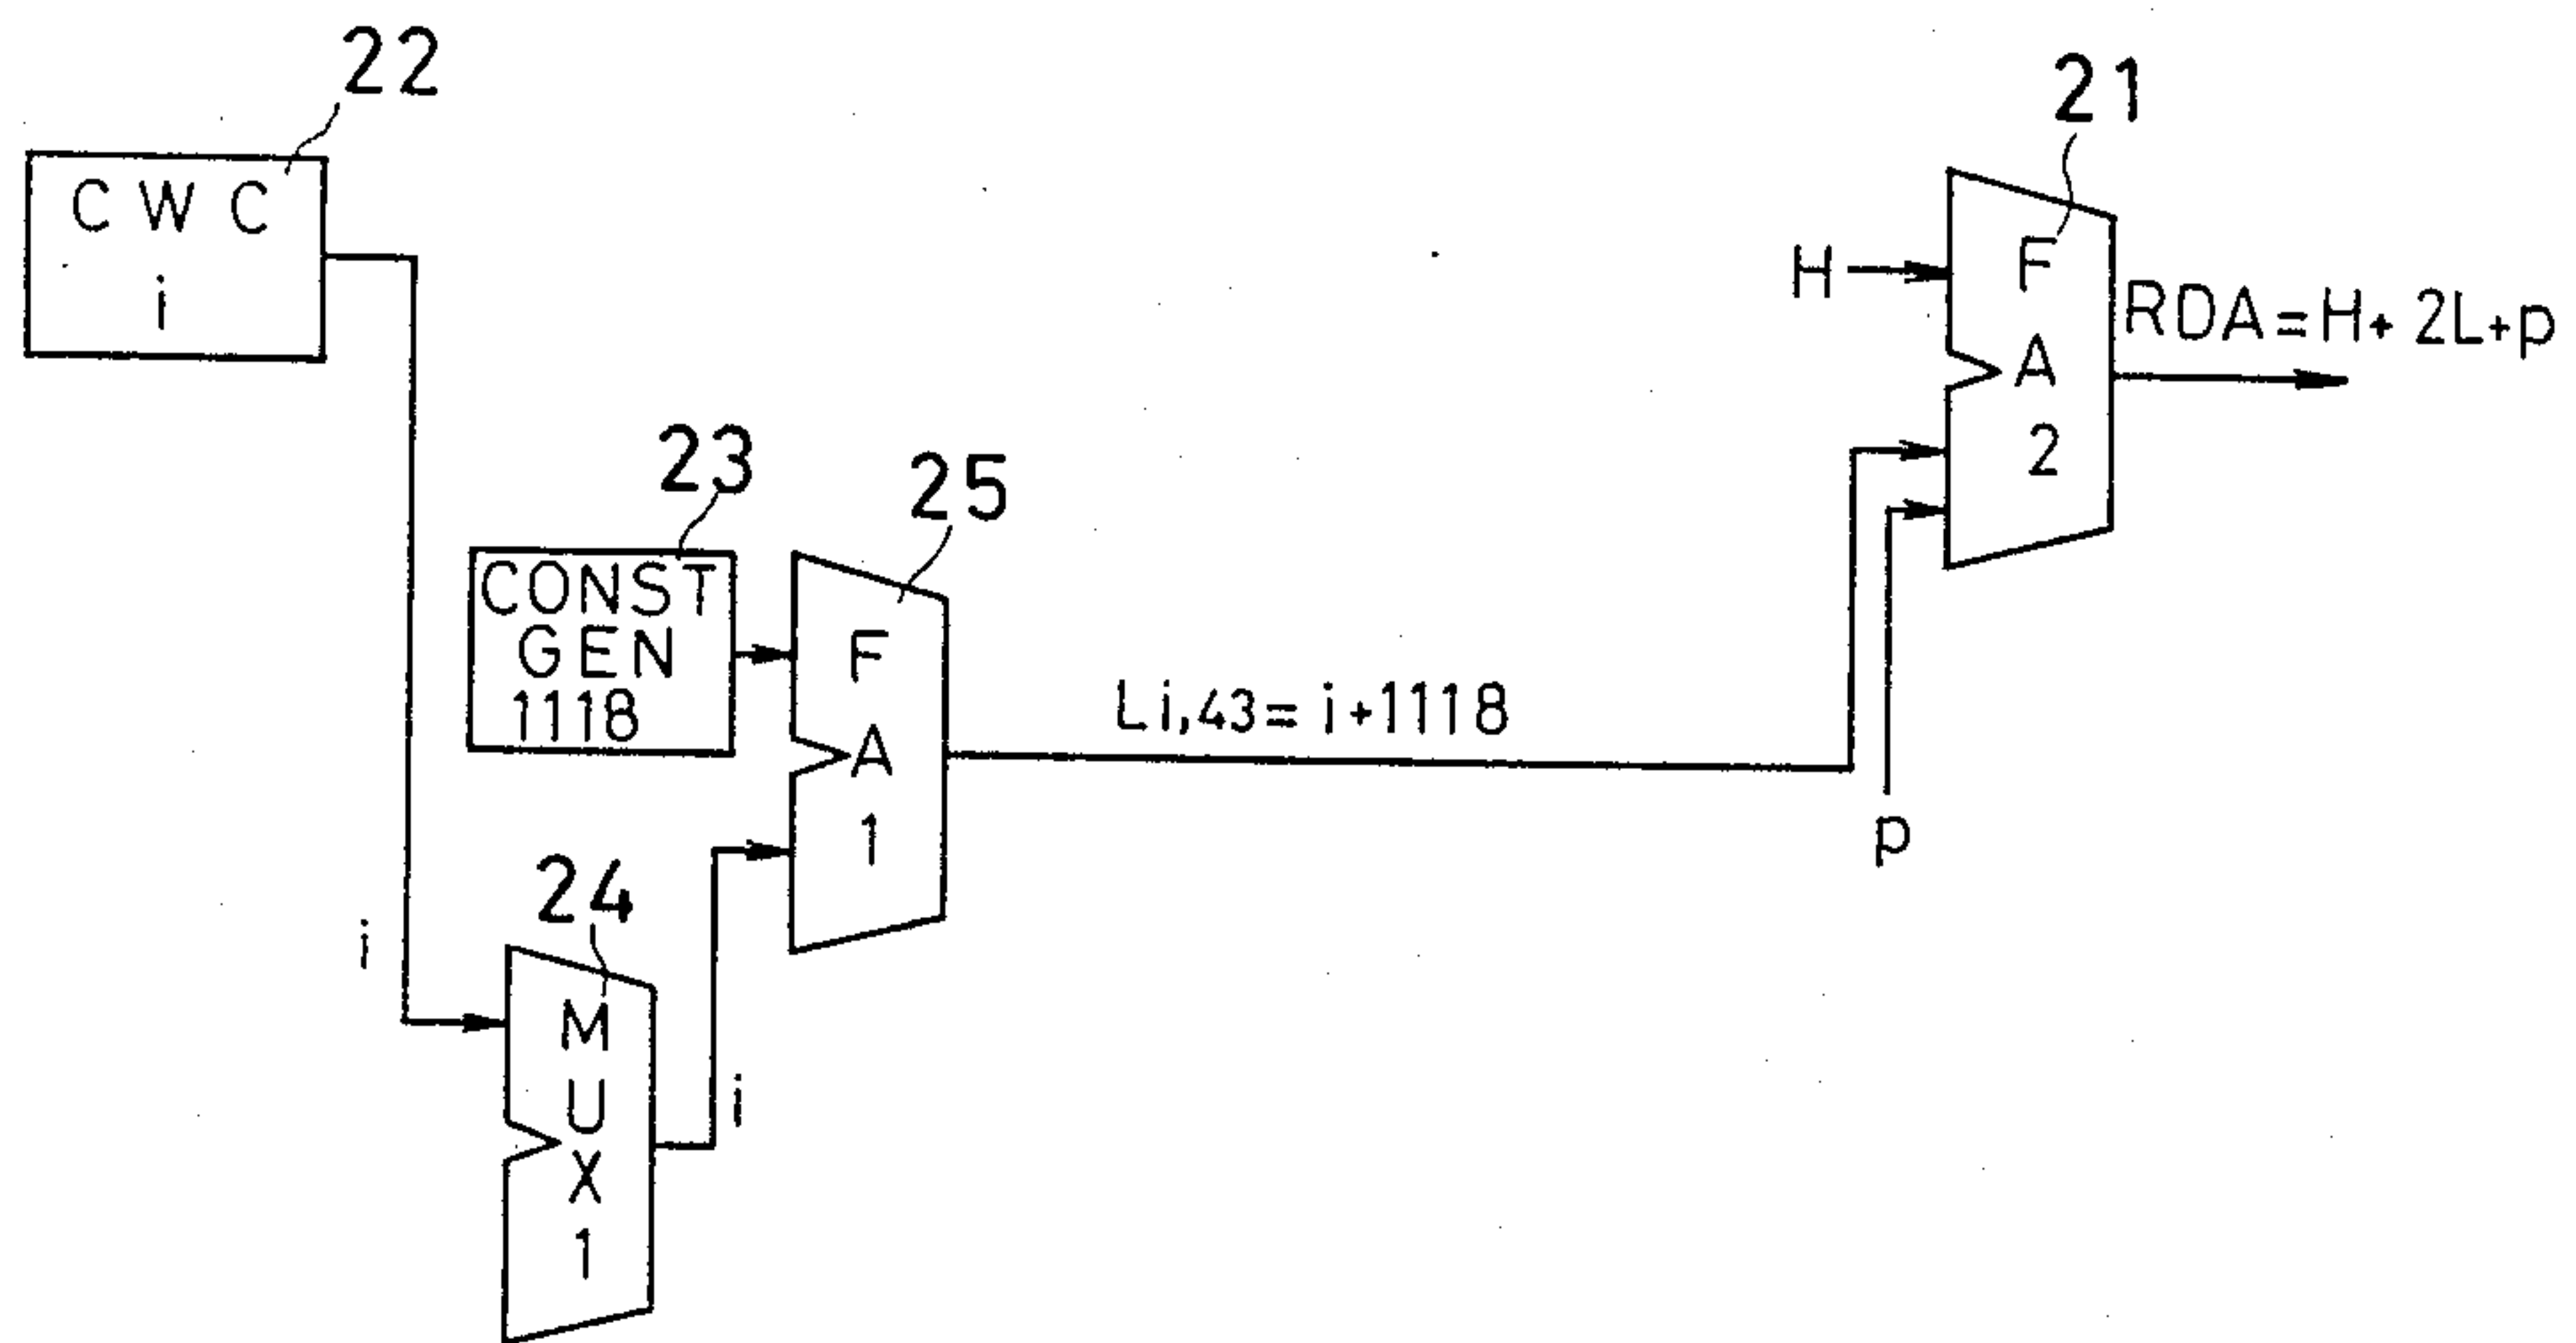 22
C W C
i
21
H
F
A
2
RDA = H + 2L + p
23
CONST
GEN
1118
25
F
A
1
Li,43 = i + 1118
p
24
i
M
U
X
1
i